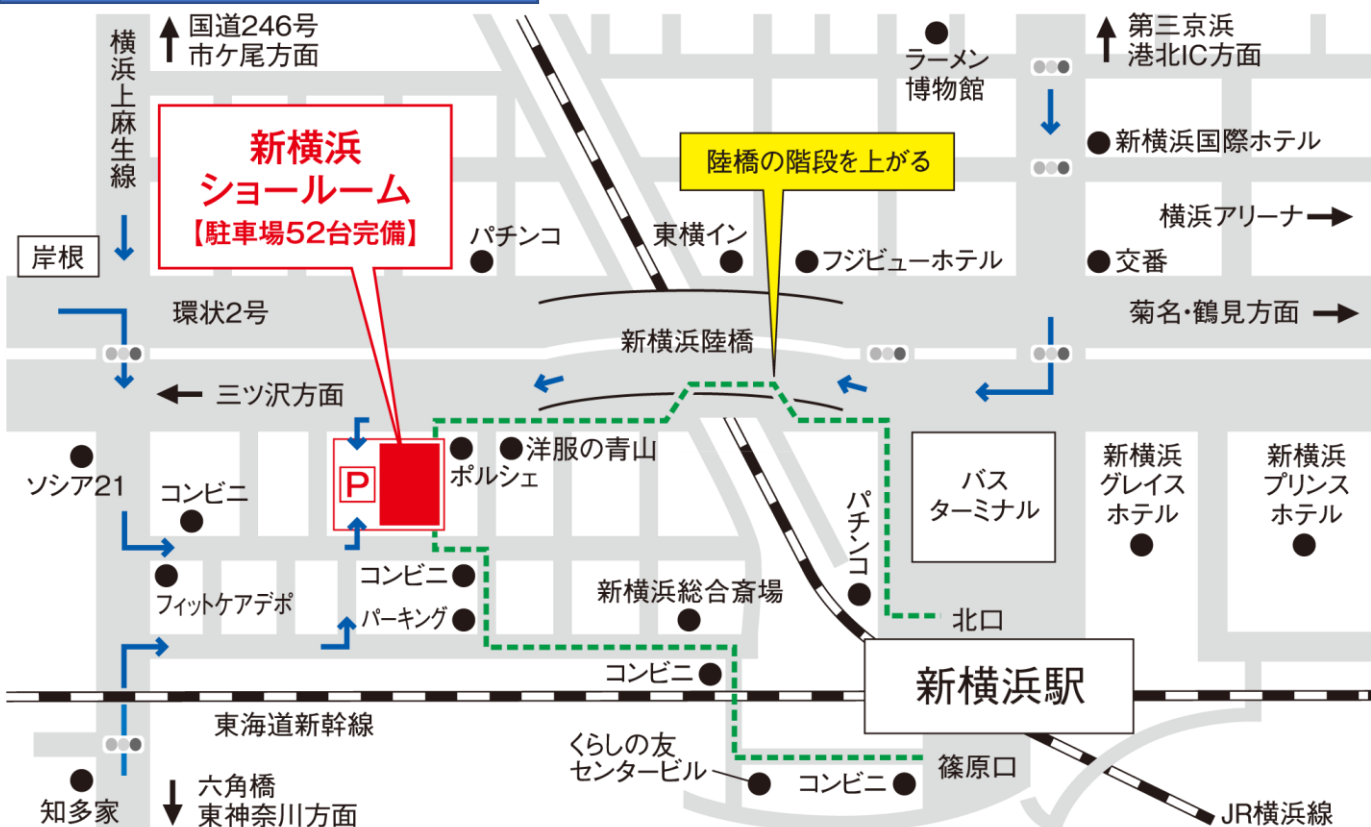 国道246号
市ケ尾方面
横浜上麻生線
第三京浜
港北IC方面
ラーメン
博物館
新横浜
ショールーム
【駐車場52台完備】
陸橋の階段を上がる
新横浜国際ホテル
横浜アリーナ
岸根
パチンコ
東横イン
フジビューホテル
交番
環状2号
菊名・鶴見方面
新横浜陸橋
三ツ沢方面
ソシア21
コンビニ
P
ポルシェ
洋服の青山
パチンコ
バス
ターミナル
新横浜
グレイス
ホテル
新横浜
プリンス
ホテル
フィットケアデポ
コンビニ
パーキング
新横浜総合斎場
北口
コンビニ
新横浜駅
東海道新幹線
くらしの友
センタービル
コンビニ
篠原口
知多家
六角橋
東神奈川方面
JR横浜線